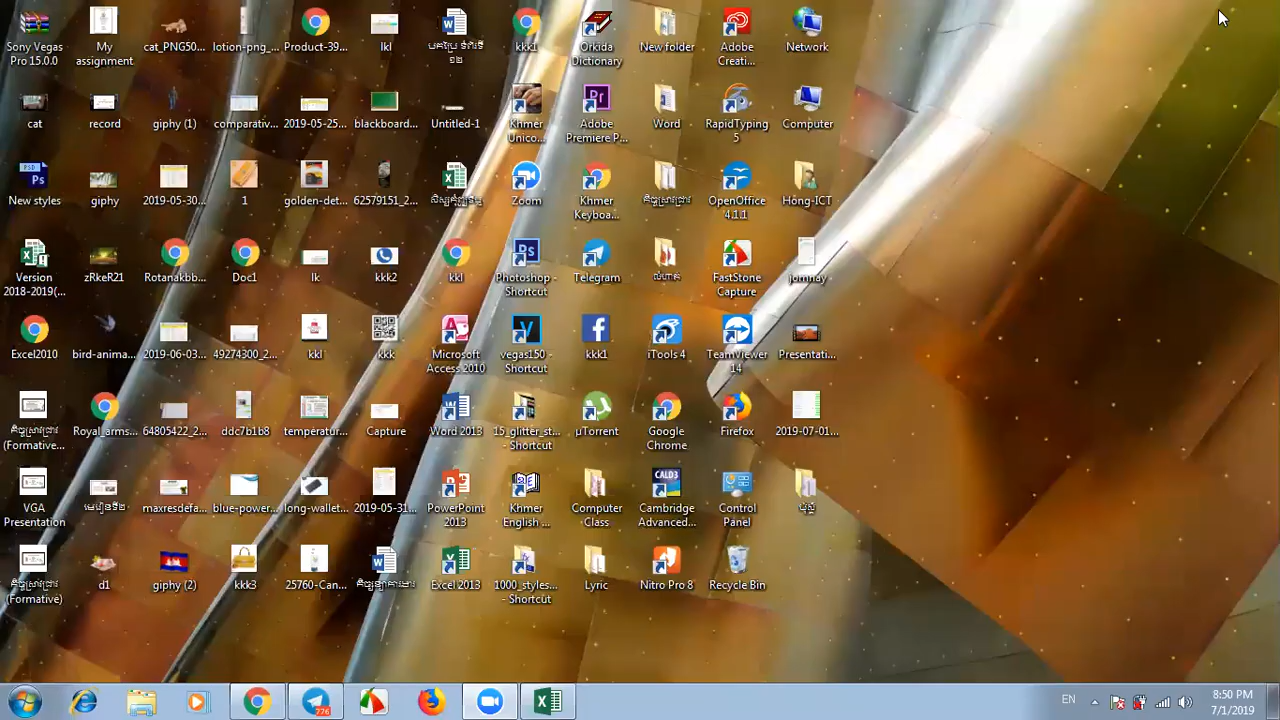 Sony Vegas
Pro 15.0.0
My
assignment
cat_PNG50...
lotion-png_...
Product-39...
lkl
kkk1
Orkida
Dictionary
New folder
Adobe
Creati...
Network
cat
record
giphy (1)
comparativ...
2019-05-25...
blackboard...
Untitled-1
Khmer
Unico...
Adobe
Premiere P...
Word
RapidTyping
5
Computer
New styles
giphy
2019-05-30...
1
golden-det...
62579151_2...
Zoom
Khmer
Keyboa...
OpenOffice
4.1.1
Hong-ICT
Version
2018-2019(...
zRkeR21
Rotanakbb...
Doc1
lk
kkk2
kkl
Photoshop -
Shortcut
Telegram
លំហាត់
FastStone
Capture
jomnay
Excel2010
bird-anima...
2019-06-03...
49274300_2...
kkl
kkk
Microsoft
Access 2010
vegas150 -
Shortcut
kkk1
iTools 4
TeamViewer
14
Presentati...
(Formative...
Royal_arms...
64805422_2...
ddc7b1b8
températur...
Capture
Word 2013
15_glitter_st...
- Shortcut
µTorrent
Google
Chrome
Firefox
2019-07-01...
VGA
Presentation
maxresdefa...
blue-power...
long-wallet...
2019-05-31...
PowerPoint
2013
Khmer
English ...
Computer
Class
Cambridge
Advanced...
Control
Panel
(Formative)
d1
giphy (2)
kkk3
25760-Can...
Excel 2013
1000_styles...
- Shortcut
Lyric
Nitro Pro 8
Recycle Bin
276
EN
8:50 PM
7/1/2019